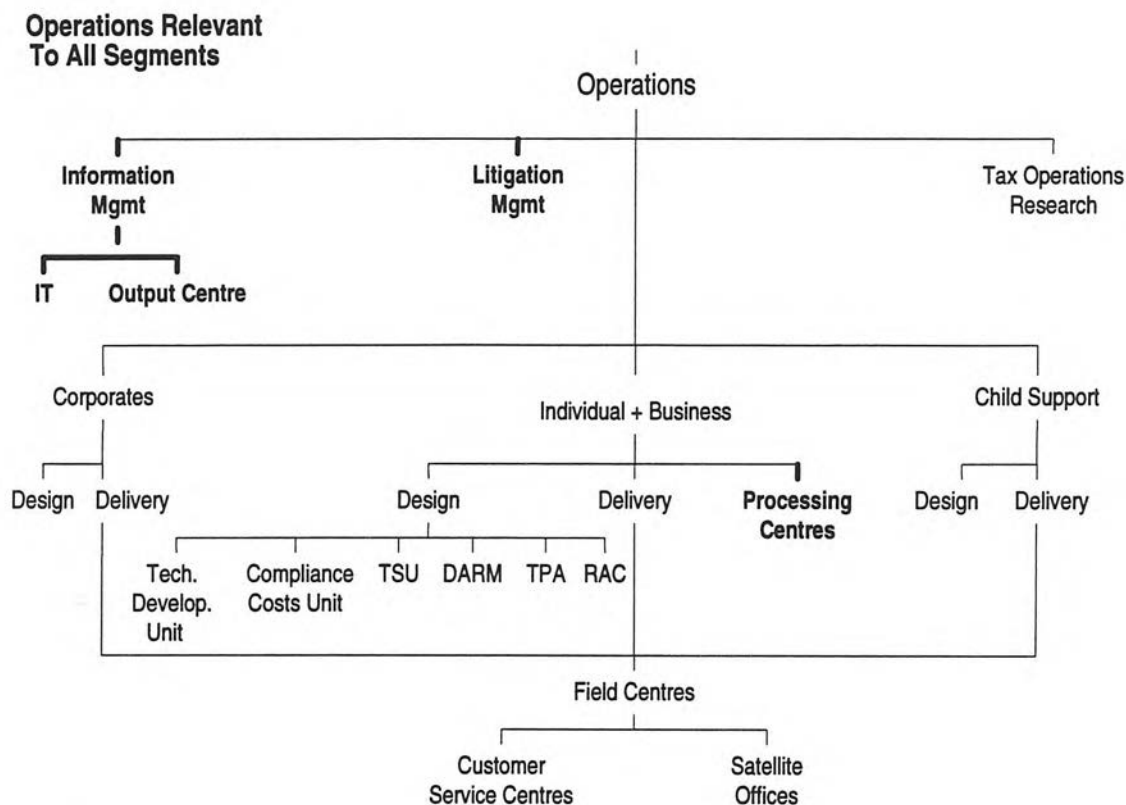 Operations Relevant
To All Segments
Operations
Information
Mgmt
Litigation
Mgmt
Tax Operations
Research
IT
Output Centre
Corporates
Individual + Business
Child Support
Design
Delivery
Design
Delivery
Processing
Centres
Design
Delivery
Tech.
Develop.
Unit
Compliance
Costs Unit
TSU
DARM
TPA
RAC
Field Centres
Customer
Service Centres
Satellite
Offices